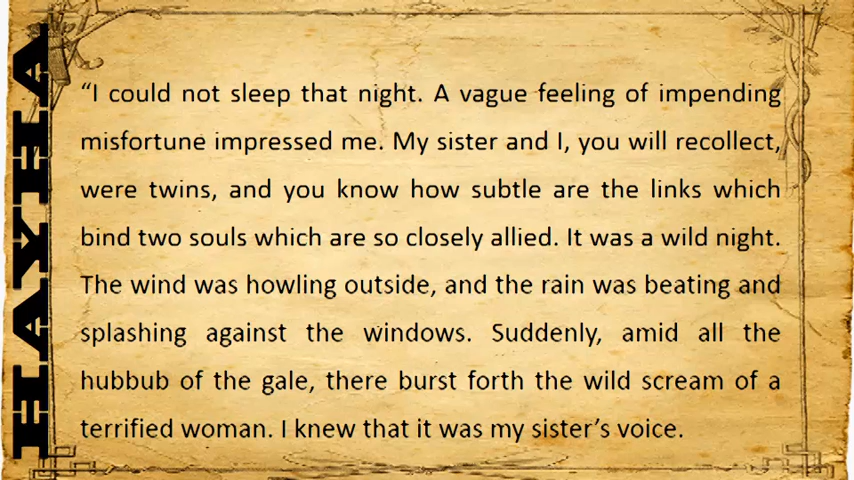 “I could not sleep that night. A vague feeling of impending
misfortune impressed me. My sister and I, you will recollect,
were twins, and you know how subtle are the links which
bind two souls which are so closely allied. It was a wild night.
The wind was howling outside, and the rain was beating and
splashing against the windows. Suddenly, amid all the
hubbub of the gale, there burst forth the wild scream of a
terrified woman. I knew that it was my sister’s voice.
HAYHA